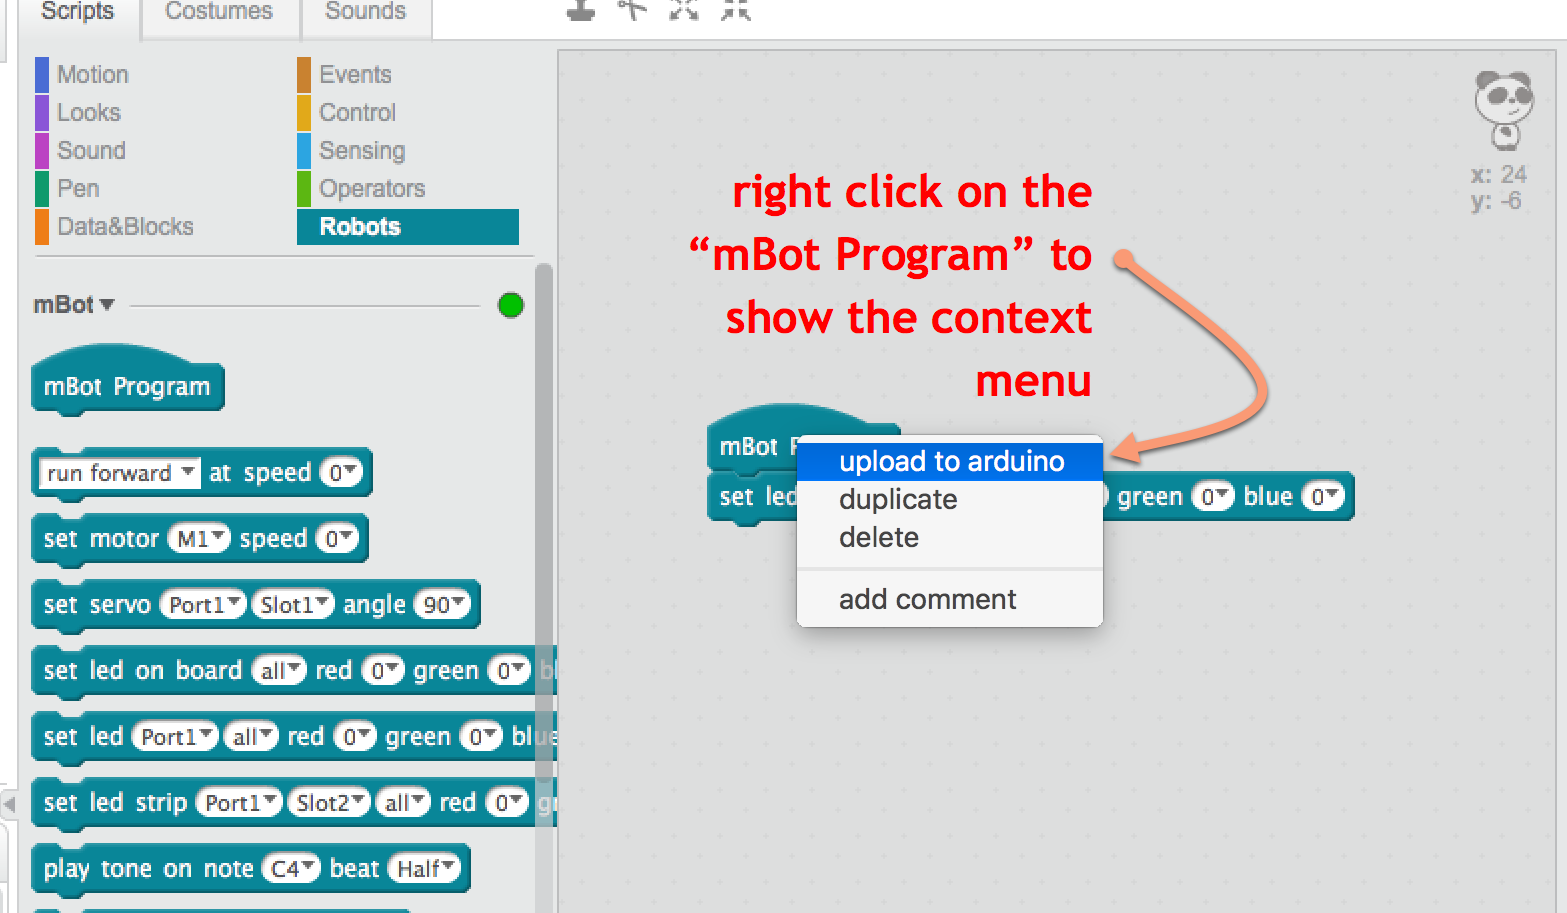 Scripts Costumes Sounds
Motion Events
Looks Control
Sound Sensing
Pen Operators
Data&Blocks Robots
mBot
mBot Program
run forward at speed 0
set motor M1 speed 0
set servo Port1 Slot1 angle 90
set led on board all red 0 green 0
set led Port1 all red 0 green 0 blue
set led strip Port1 Slot2 all red 0
play tone on note C4 beat Half
x: 24
y: -6
right click on the
“mBot Program” to
show the context
menu
mBot
set led green 0 blue 0
upload to arduino
duplicate
delete
add comment